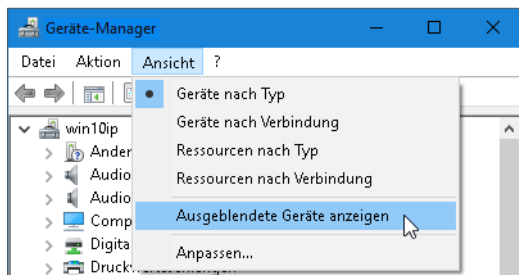 Geräte-Manager
Datei Aktion Ansicht ?
Geräte nach Typ
Geräte nach Verbindung
Ressourcen nach Typ
Ressourcen nach Verbindung
Ausgeblendete Geräte anzeigen
Anpassen...
win10ip
Ander
Audio
Audio
Comp
Digita